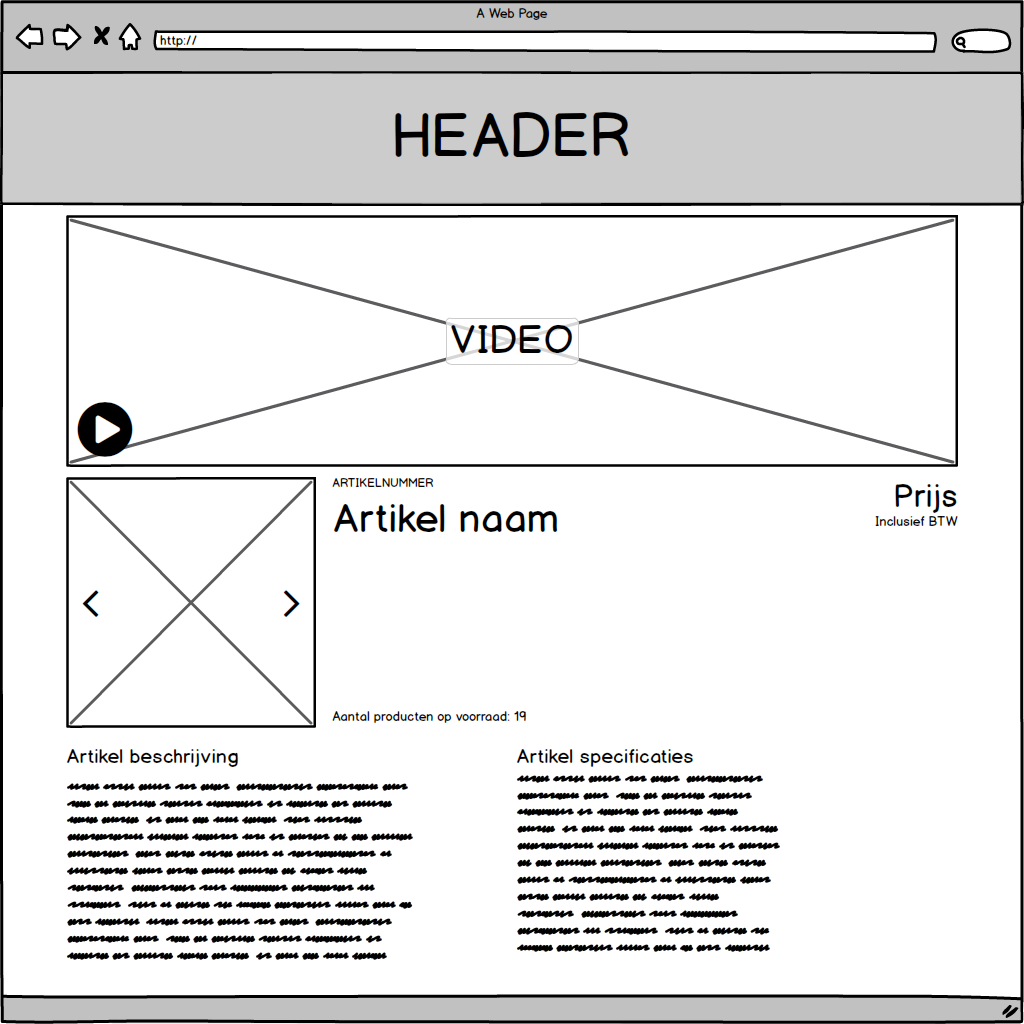 A Web Page
http://
HEADER
VIDEO
ARTIKELNUMMER
Artikel naam
Prijs
Inclusief BTW
Aantal producten op voorraad: 19
Artikel beschrijving
Artikel specificaties